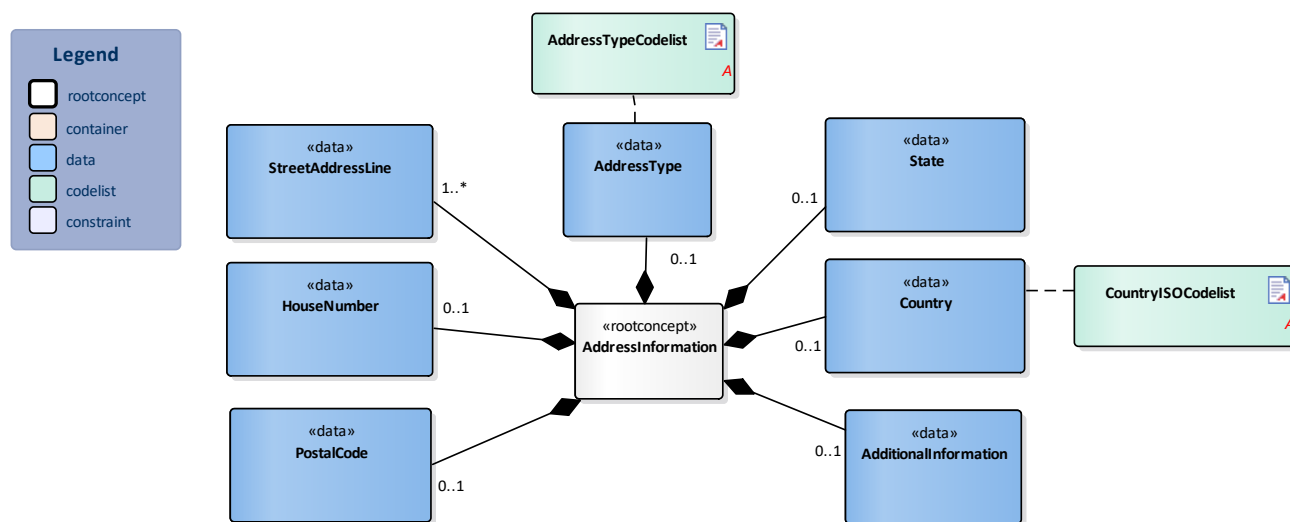 Legend
rootconcept
container
data
codelist
constraint
AddressTypeCodelist
A
«data»
StreetAddressLine
1..*
«data»
AddressType
0..1
«data»
State
0..1
«data»
HouseNumber
0..1
«rootconcept»
AddressInformation
«data»
Country
0..1
CountryISOCodelist
A
«data»
PostalCode
0..1
«data»
AdditionalInformation
0..1